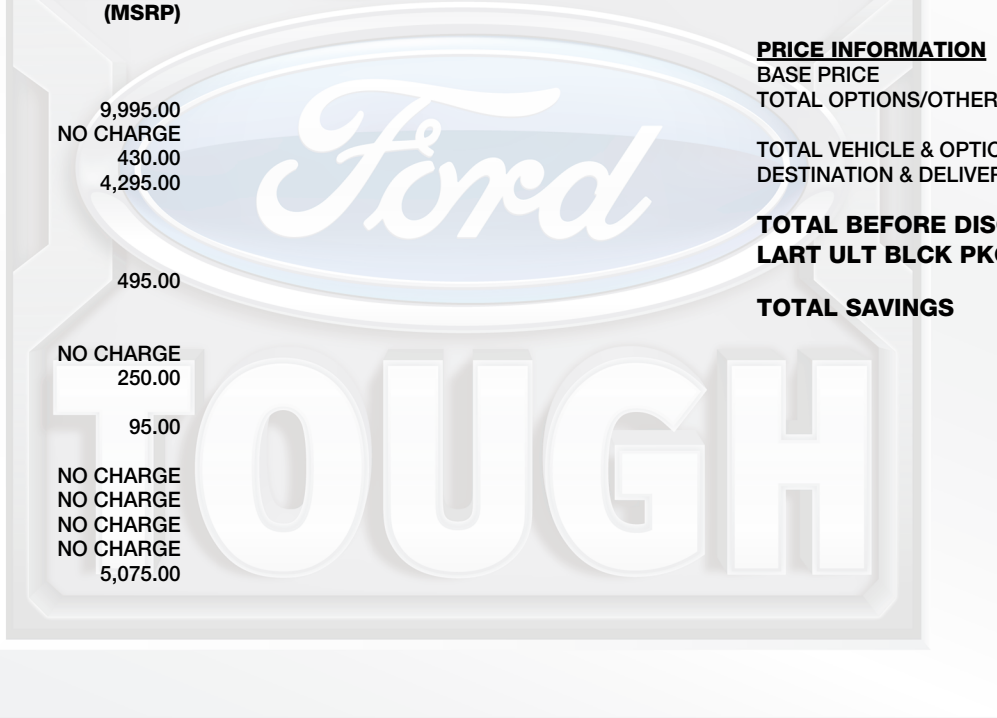 (MSRP)
9,995.00
NO CHARGE
430.00
4,295.00
495.00
NO CHARGE
250.00
95.00
NO CHARGE
NO CHARGE
NO CHARGE
NO CHARGE
5,075.00
PRICE INFORMATION
BASE PRICE
TOTAL OPTIONS/OTHER
TOTAL VEHICLE & OPTIO
DESTINATION & DELIVER
TOTAL BEFORE DIS
LART ULT BLCK PK
TOTAL SAVINGS
Ford
TOUGH